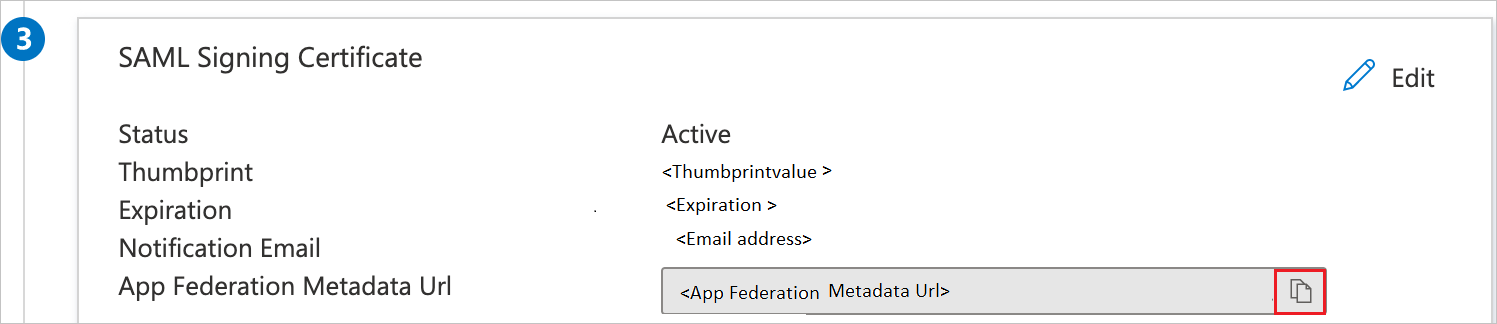 3
SAML Signing Certificate
Edit
Status Active
Thumbprint <Thumbprintvalue >
Expiration <Expiration >
Notification Email <Email address>
App Federation Metadata Url <App Federation Metadata Url>